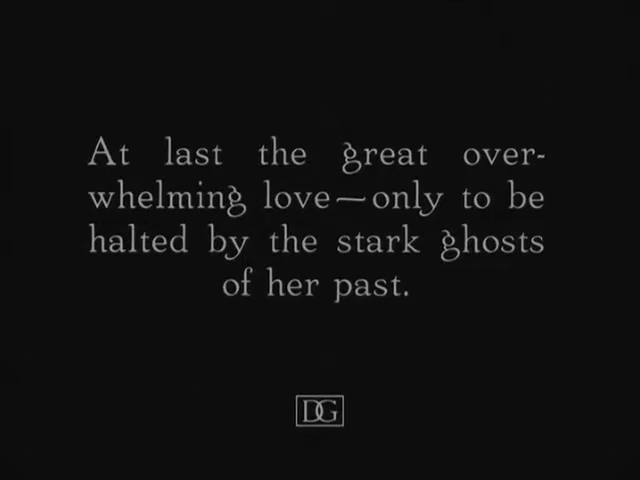 At last the great over-
whelming love—only to be
halted by the stark ghosts
of her past.
DG